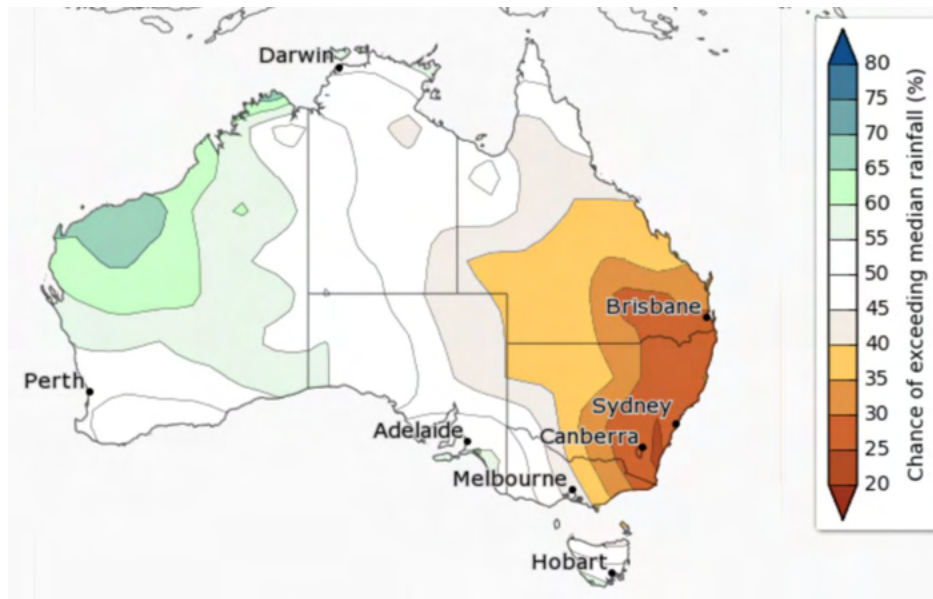 Darwin
80
75
70
65
60
55
50
45
40
35
30
25
20
Chance of exceeding median rainfall (%)
Brisbane
Perth
Sydney
Adelaide
Canberra
Melbourne
Hobart